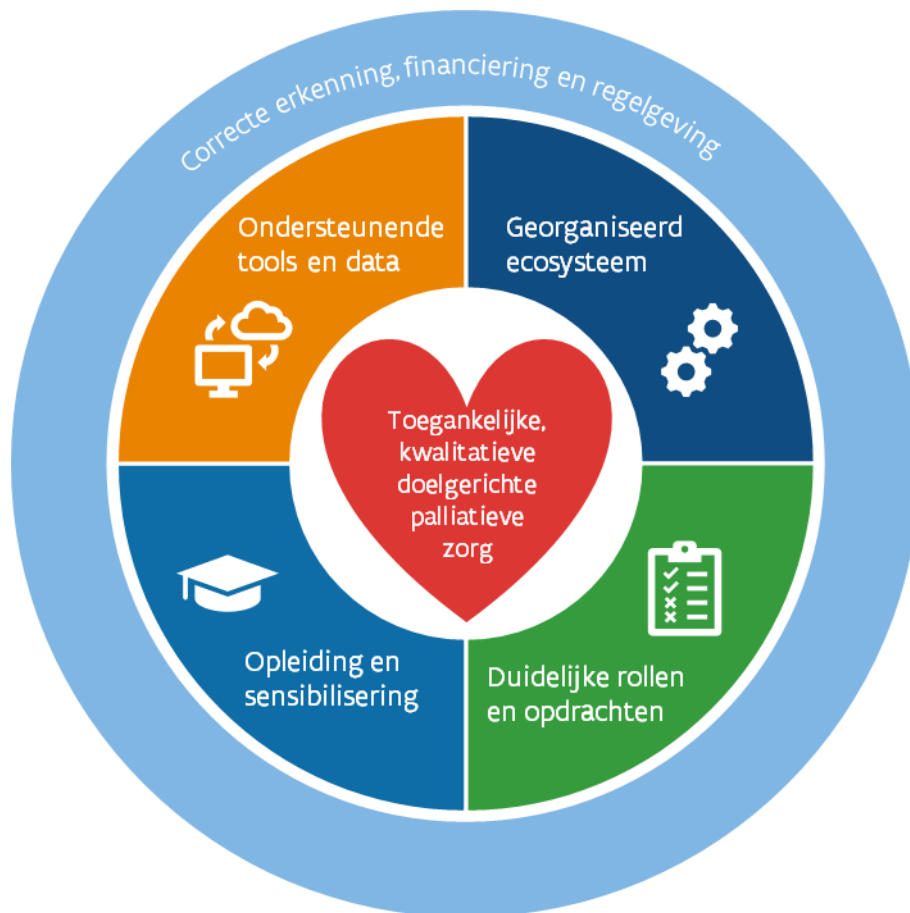 Correcte erkenning, financiering en regelgeving
Ondersteunende
tools en data
Georganiseerd
ecosysteem
Toegankelijke,
kwalitatieve
doelgerichte
palliatieve
zorg
Opleiding en
sensibilisering
Duidelijke rollen
en opdrachten